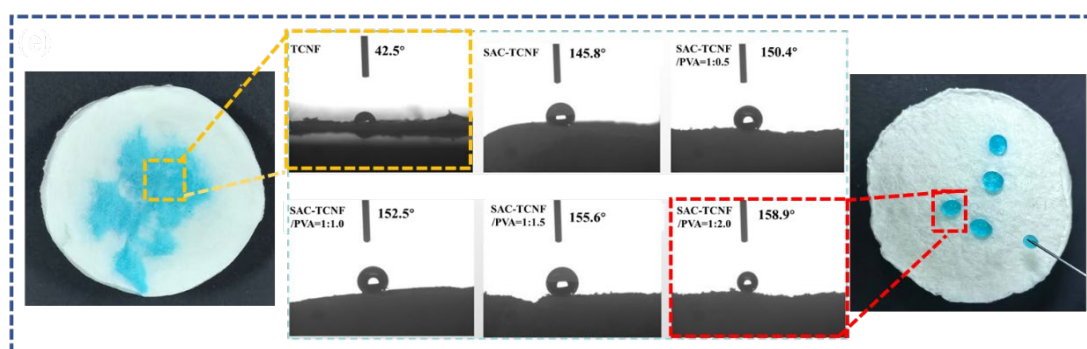 TCNF 42.5°
SAC-TCNF 145.8°
SAC-TCNF 150.4°
/PVA=1:0.5
SAC-TCNF 152.5°
/PVA=1:1.0
SAC-TCNF 155.6°
/PVA=1:1.5
SAC-TCNF 158.9°
/PVA=1:2.0